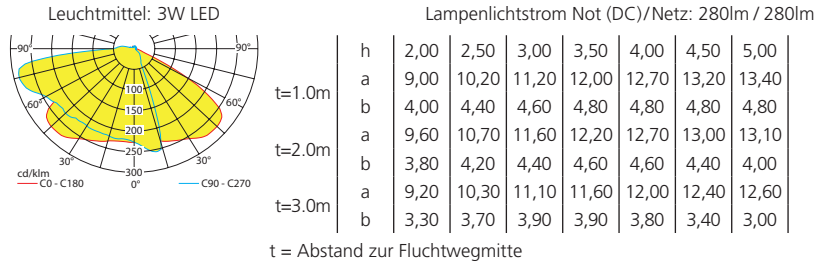 Leuchtmittel: 3W LED
Lampenlichtstrom Not (DC)/Netz: 280lm / 280lm
-90° 90°
60° 60°
30° 30°
0°
100
150
200
250
300
cd/klm
C0 - C180
C90 - C270
h 2,00 2,50 3,00 3,50 4,00 4,50 5,00
t=1.0m
a 9,00 10,20 11,20 12,00 12,70 13,20 13,40
b 4,00 4,40 4,60 4,80 4,80 4,80 4,80
t=2.0m
a 9,60 10,70 11,60 12,20 12,70 13,00 13,10
b 3,80 4,20 4,40 4,60 4,60 4,40 4,00
t=3.0m
a 9,20 10,30 11,10 11,60 12,00 12,40 12,60
b 3,30 3,70 3,90 3,90 3,80 3,40 3,00
t = Abstand zur Fluchtwegmitte